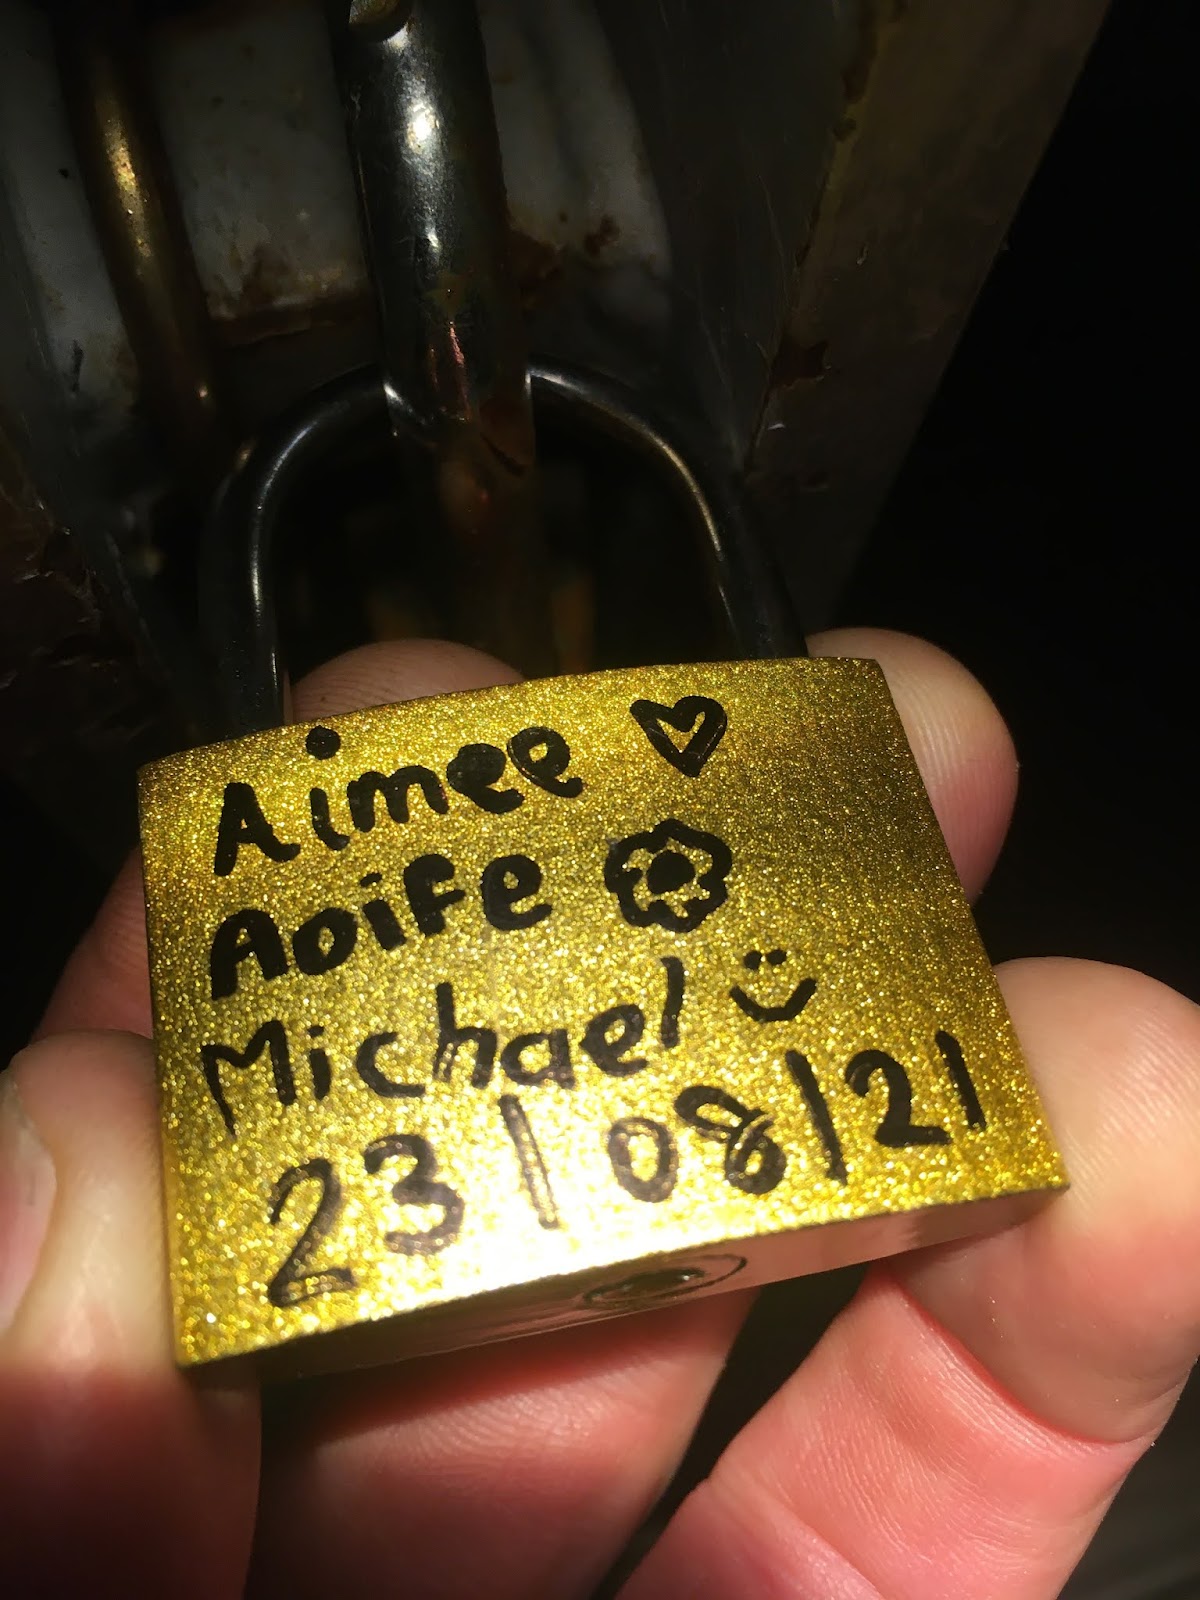 Aimee ♡
Aoife
Michael
23/08/21